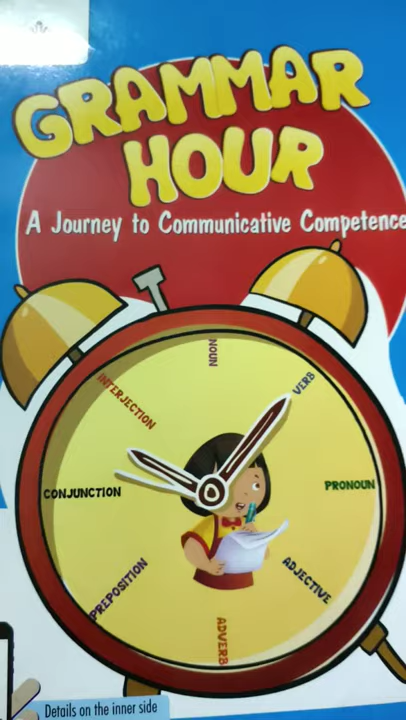 GRAMMAR
HOUR
A Journey to Communicative Competence
NOUN
VERB
PRONOUN
ADJECTIVE
ADVERB
PREPOSITION
CONJUNCTION
INTERJECTION
Details on the inner side